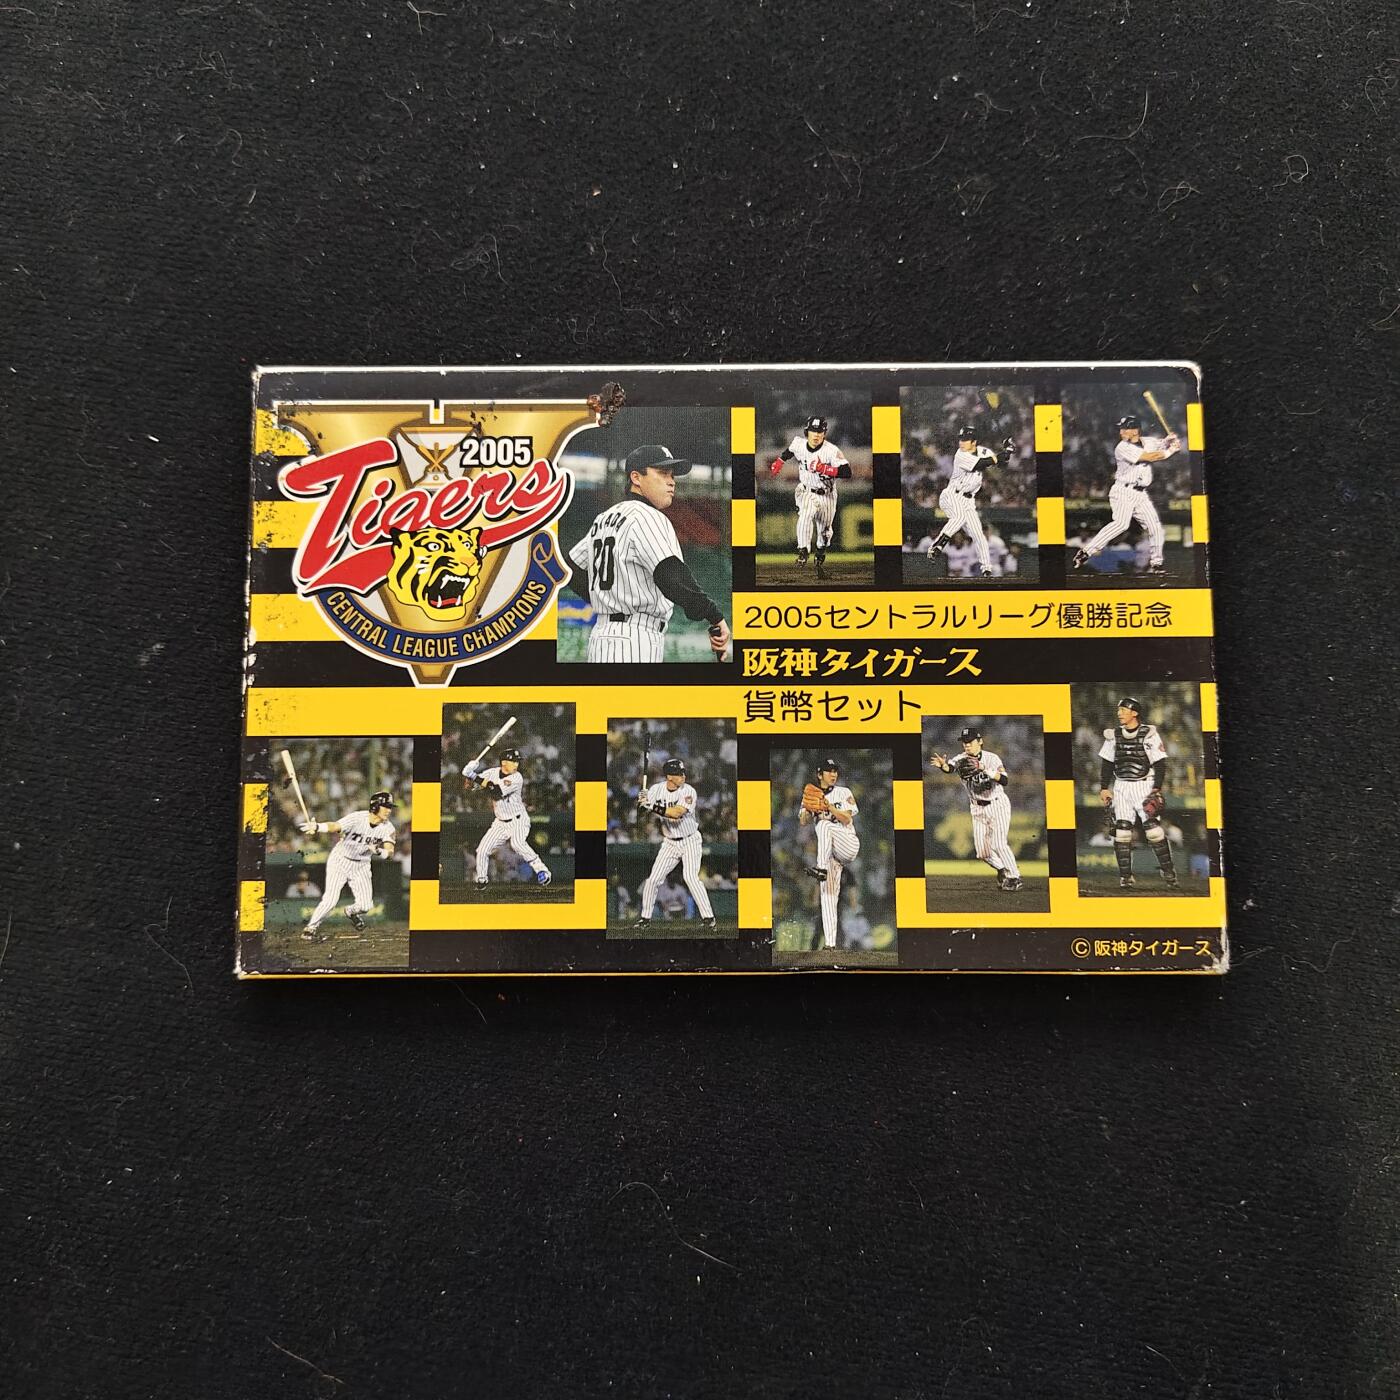 2005
Tigers
CENTRAL LEAGUE CHAMPIONS
OKADA
80
2005セントラルリーグ優勝記念
阪神タイガース
貨幣セット
© 阪神タイガース